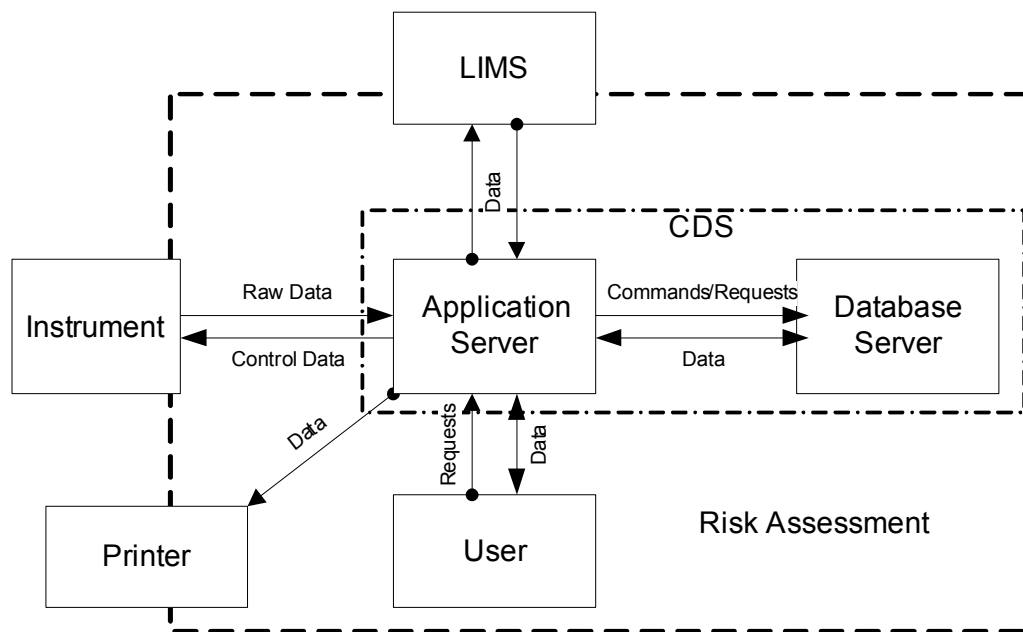 LIMS
Data
CDS
Instrument
Raw Data
Control Data
Application
Server
Commands/Requests
Data
Database
Server
Data
Requests
Data
Printer
User
Risk Assessment